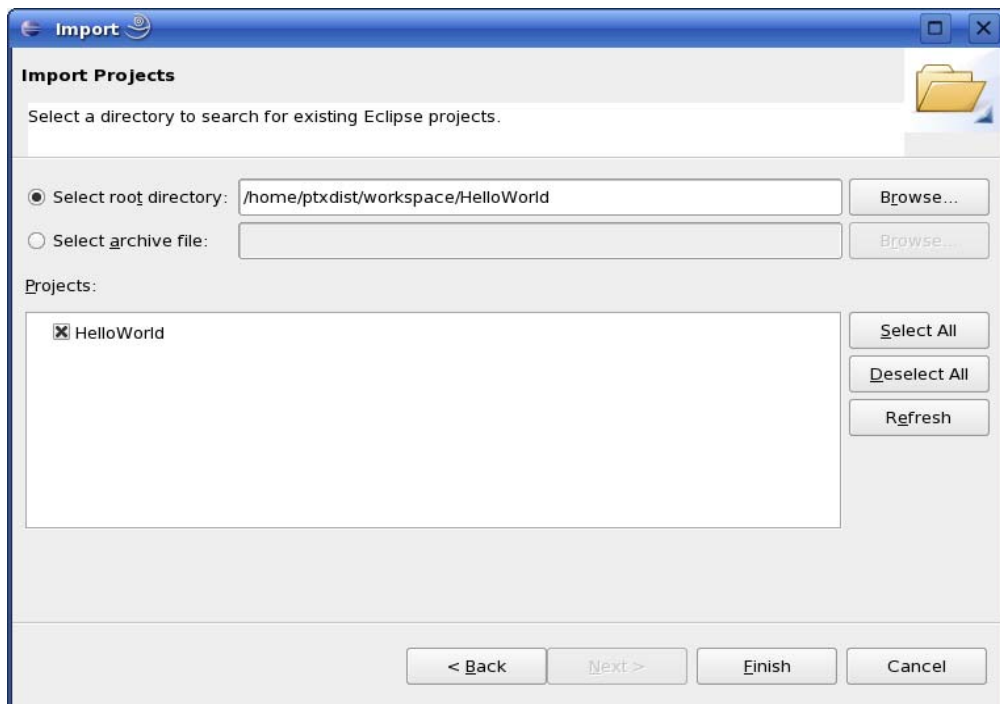 Import
Import Projects
Select a directory to search for existing Eclipse projects.
Select root directory: /home/ptxdist/workspace/HelloWorld Browse...
Select archive file: Browse...
Projects:
HelloWorld
Select All
Deselect All
Refresh
< Back Next > Finish Cancel